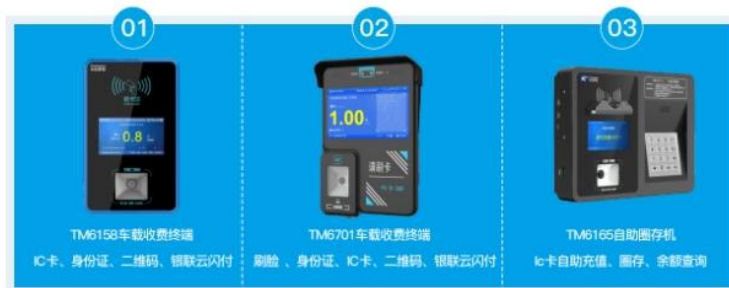 01
02
03
0.8
1.00
请刷卡
TM6158车载收费终端
TM6701车载收费终端
TM6165自助圈存机
IC卡、身份证、二维码、银联云闪付
刷脸 、身份证、IC卡、二维码、银联云闪付
Ic卡自助充值、圈存、余额查询